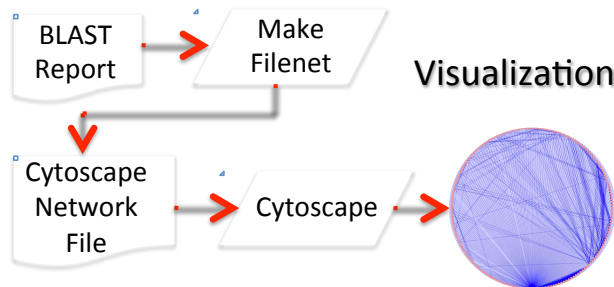 BLAST
Report
Make
Filenet
Visualization
Cytoscape
Network
File
Cytoscape